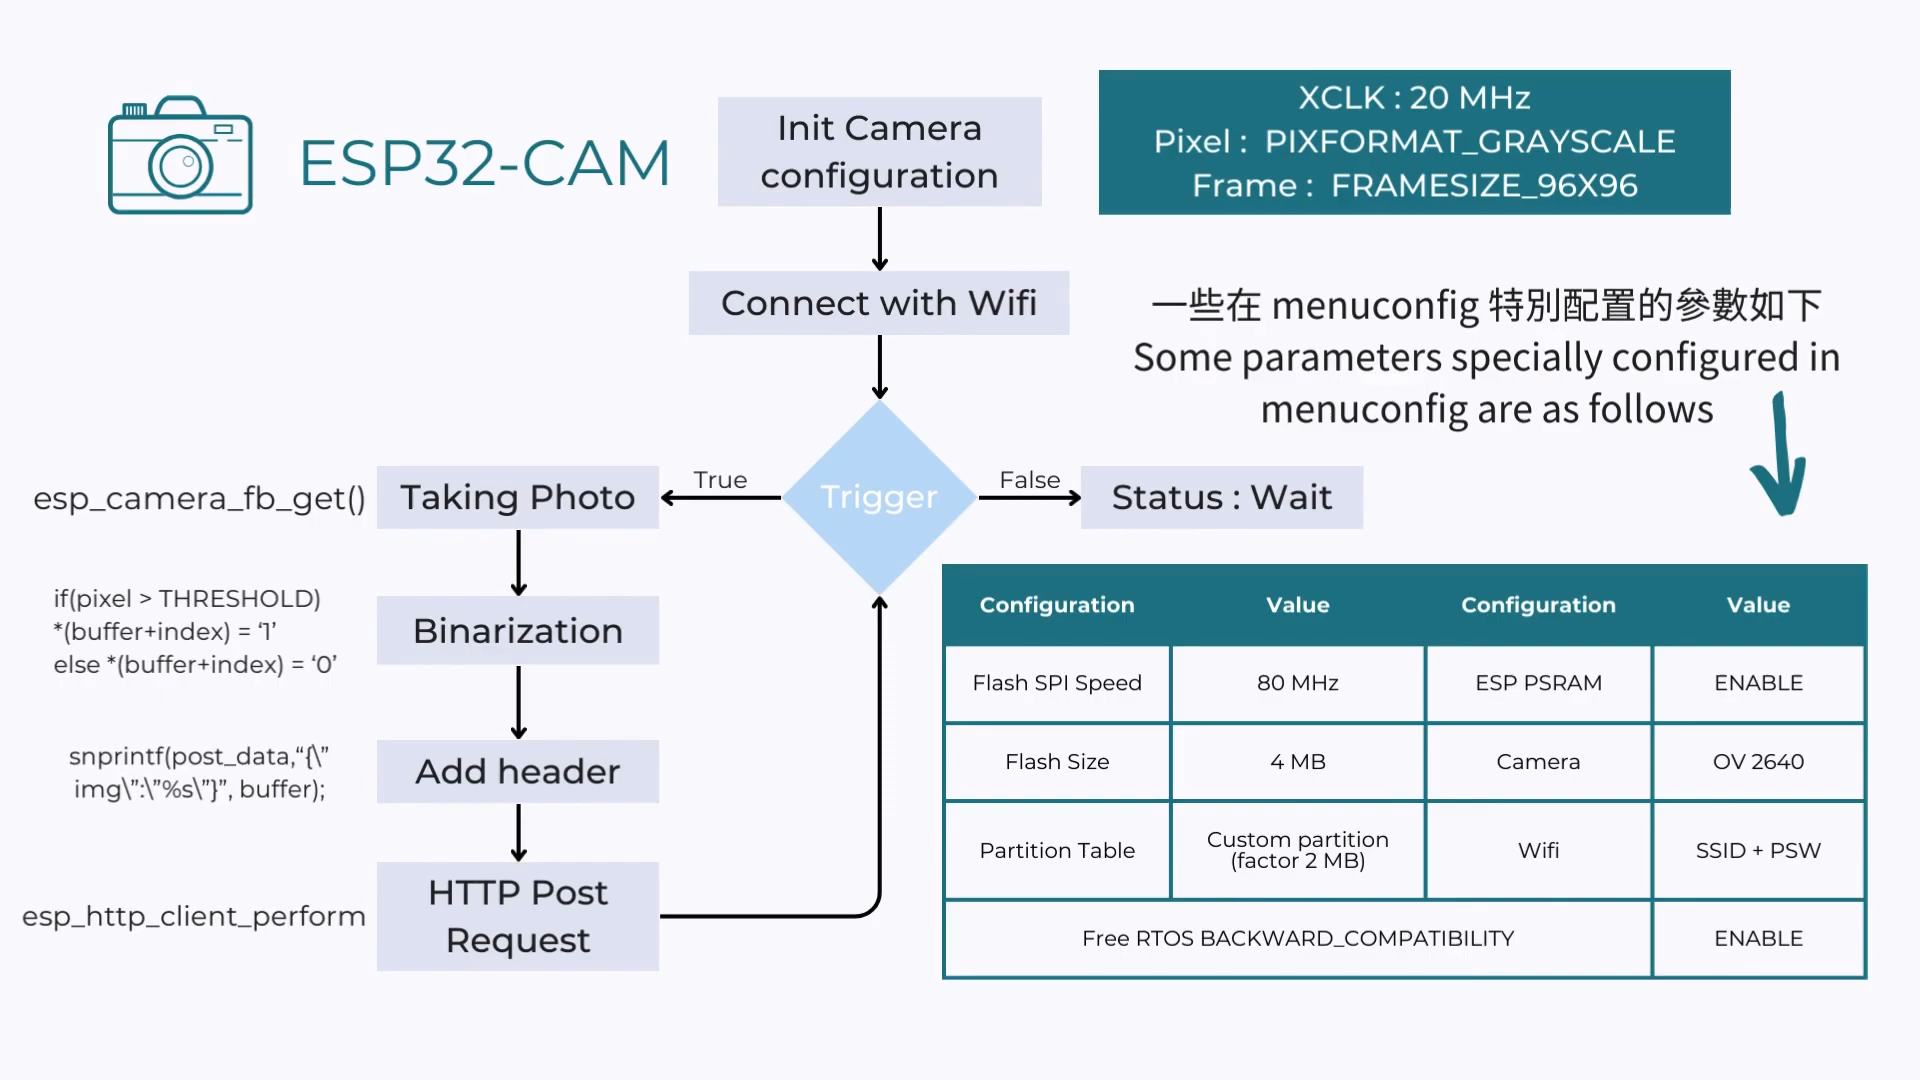 ESP32-CAM
Init Camera
configuration
XCLK : 20 MHz
Pixel : PIXFORMAT_GRAYSCALE
Frame : FRAMESIZE_96X96
Connect with Wifi
一些在 menuconfig 特別配置的參數如下
Some parameters specially configured in
menuconfig are as follows
Trigger
True
False
esp_camera_fb_get()
Taking Photo
Status : Wait
if(pixel > THRESHOLD)
*(buffer+index) = ‘1’
else *(buffer+index) = ‘0’
Binarization
snprintf(post_data,“{\”
img\”:\”%s\”}”, buffer);
Add header
esp_http_client_perform
HTTP Post
Request
Configuration Value Configuration Value
Flash SPI Speed 80 MHz ESP PSRAM ENABLE
Flash Size 4 MB Camera OV 2640
Partition Table Custom partition
(factor 2 MB) Wifi SSID + PSW
Free RTOS BACKWARD_COMPATIBILITY ENABLE